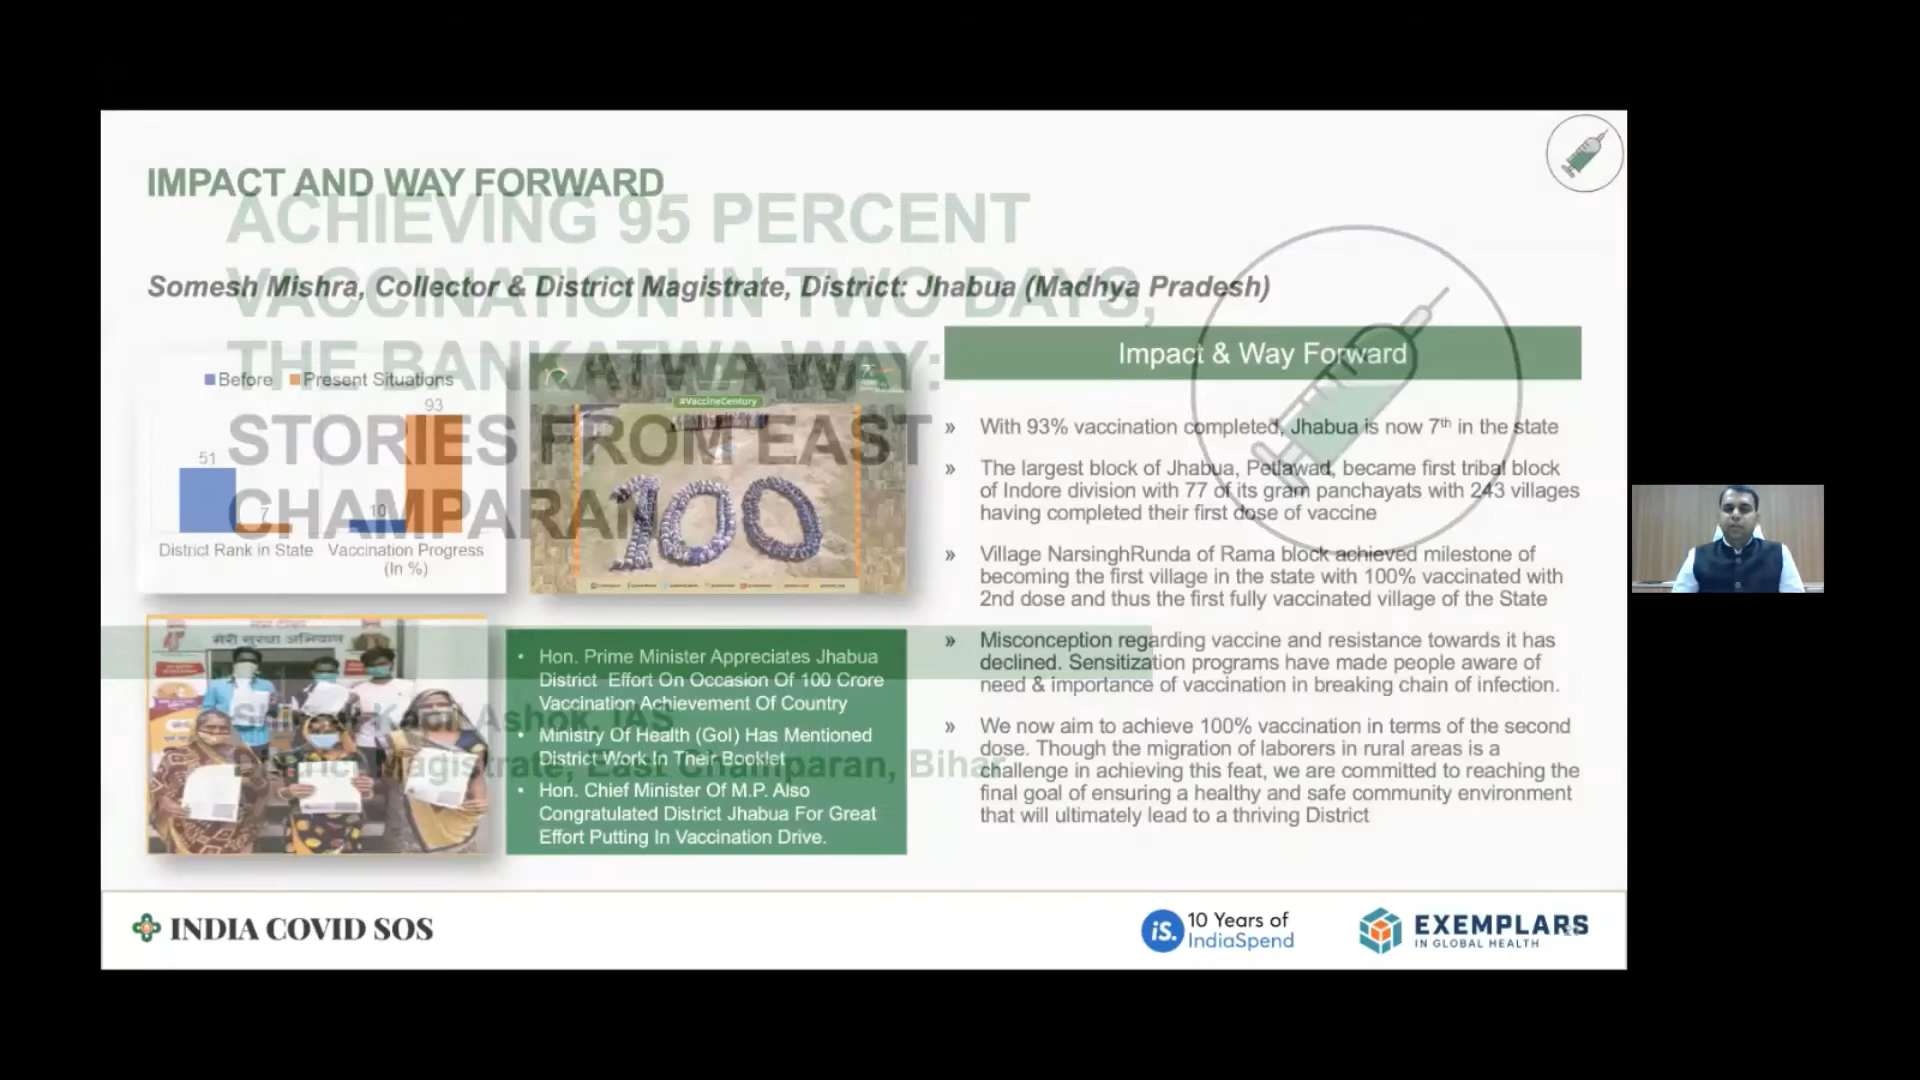 IMPACT AND WAY FORWARD
ACHIEVING 95 PERCENT
VACCINATION IN TWO DAYS,
THE BANKATWA WAY:
STORIES FROM EAST
CHAMPARAN
Somesh Mishra, Collector & District Magistrate, District: Jhabua (Madhya Pradesh)
Before Present Situations
51
7
10
93
District Rank in State
Vaccination Progress
(In %)
#VaccineCentury
100
मेरी सुरक्षा अभियान
• Hon. Prime Minister Appreciates Jhabua
District Effort On Occasion Of 100 Crore
Vaccination Achievement Of Country
• Ministry Of Health (GoI) Has Mentioned
District Work In Their Booklet
• Hon. Chief Minister Of M.P. Also
Congratulated District Jhabua For Great
Effort Putting In Vaccination Drive.
Kapil Ashok, IAS
District Magistrate, East Champaran, Bihar
Impact & Way Forward
» With 93% vaccination completed, Jhabua is now 7th in the state
» The largest block of Jhabua, Petlawad, became first tribal block
of Indore division with 77 of its gram panchayats with 243 villages
having completed their first dose of vaccine
» Village NarsinghRunda of Rama block achieved milestone of
becoming the first village in the state with 100% vaccinated with
2nd dose and thus the first fully vaccinated village of the State
» Misconception regarding vaccine and resistance towards it has
declined. Sensitization programs have made people aware of
need & importance of vaccination in breaking chain of infection.
» We now aim to achieve 100% vaccination in terms of the second
dose. Though the migration of laborers in rural areas is a
challenge in achieving this feat, we are committed to reaching the
final goal of ensuring a healthy and safe community environment
that will ultimately lead to a thriving District
INDIA COVID SOS
iS. 10 Years of
IndiaSpend
EXEMPLARS
IN GLOBAL HEALTH